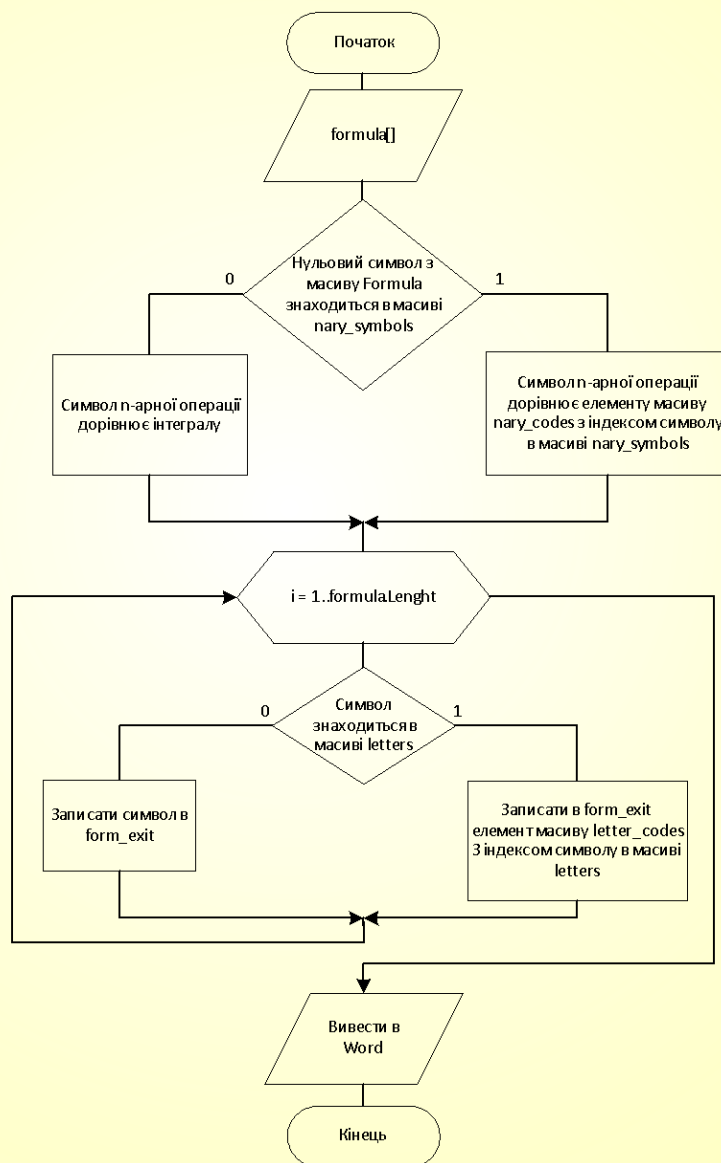 Початок
formula[]
Нульовий символ з
масиву Formula
знаходиться в масиві
nary_symbols
0
1
Символ n-арної операції
дорівнює інтегралу
Символ n-арної операції
дорівнює елементу масиву
nary_codes з індексом символу
в масиві nary_symbols
i = 1..formula.Lenght
Символ
знаходиться в
масиві letters
0
1
Записати символ в
form_exit
Записати в form_exit
елемент масиву letter_codes
З індексом символу в масиві
letters
Вивести в
Word
Кінець